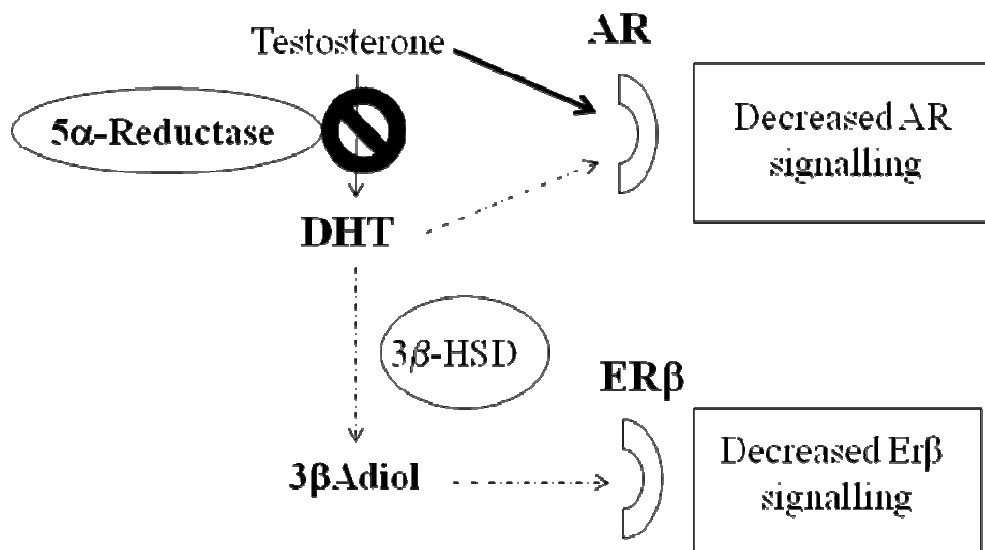 Testosterone
AR
5α-Reductase
Decreased AR
signalling
DHT
3β-HSD
ERβ
3βAdiol
Decreased Erβ
signalling